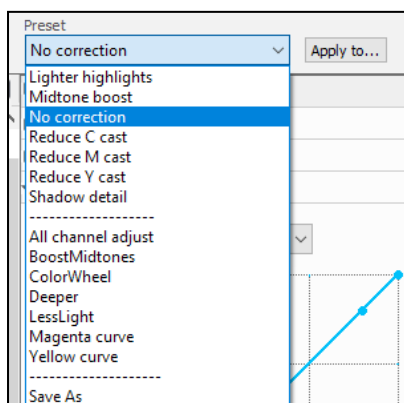 Preset
No correction
Apply to...
Lighter highlights
Midtone boost
No correction
Reduce C cast
Reduce M cast
Reduce Y cast
Shadow detail
-------------------
All channel adjust
BoostMidtones
ColorWheel
Deeper
LessLight
Magenta curve
Yellow curve
-------------------
Save As